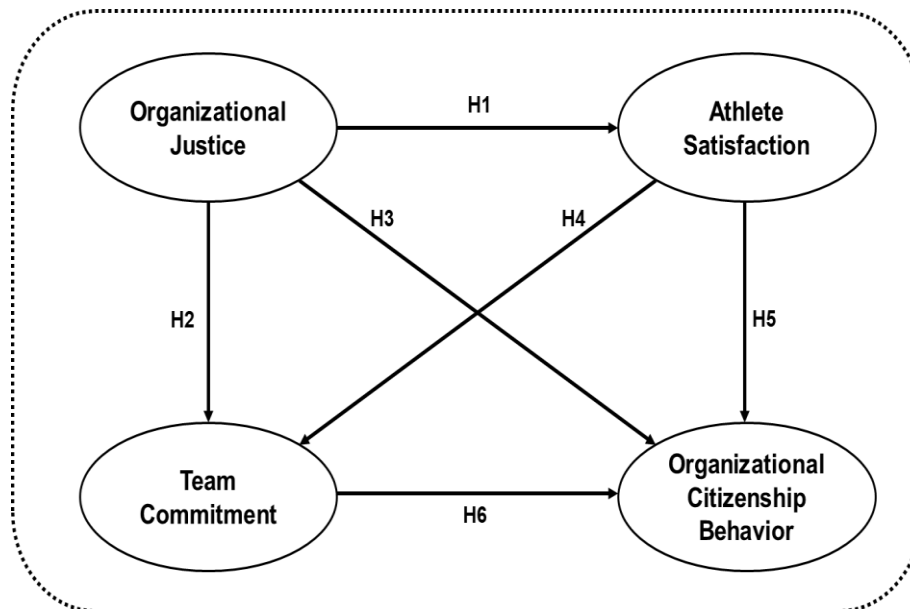 Organizational
Justice
H1
Athlete
Satisfaction
H3
H4
H2
H5
Team
Commitment
H6
Organizational
Citizenship
Behavior